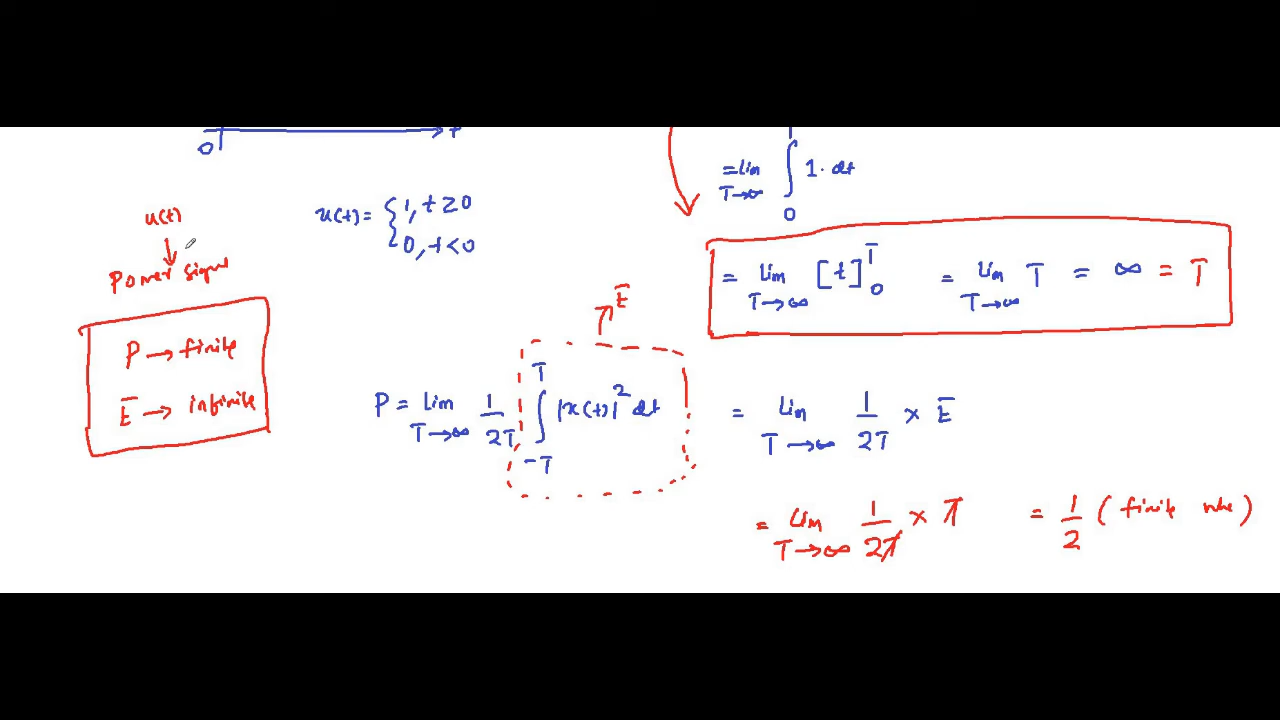 0
= lim T→∞ ∫ 0 1. dt
u(t)
↓
Power signal
u(t) = { 1, t ≥ 0
0, t < 0
= lim T→∞ [t] T 0 = lim T→∞ T = ∞ = T
P → finite
E → infinite
E
P = Lim T→∞ 1/2T ∫ T -T |x(t)|² dt = Lim T→∞ 1/2T × E
= Lim T→∞ 1/2T × T = 1/2 ( finite )